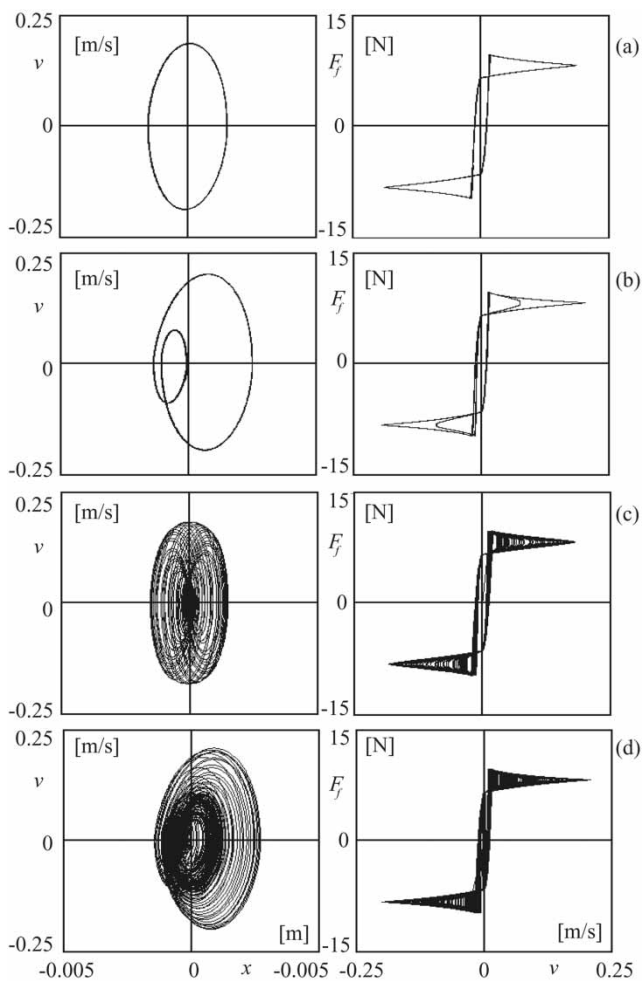 0.25 [m/s] 15 [N] (a)
v F_f
0 0
-0.25 -15
0.25 [m/s] 15 [N] (b)
v F_f
0 0
-0.25 -15
0.25 [m/s] 15 [N] (c)
v F_f
0 0
-0.25 -15
0.25 [m/s] 15 [N] (d)
v F_f
0 0
-0.25 [m] -15 [m/s]
-0.005 0 x -0.005 -0.25 0 v 0.25